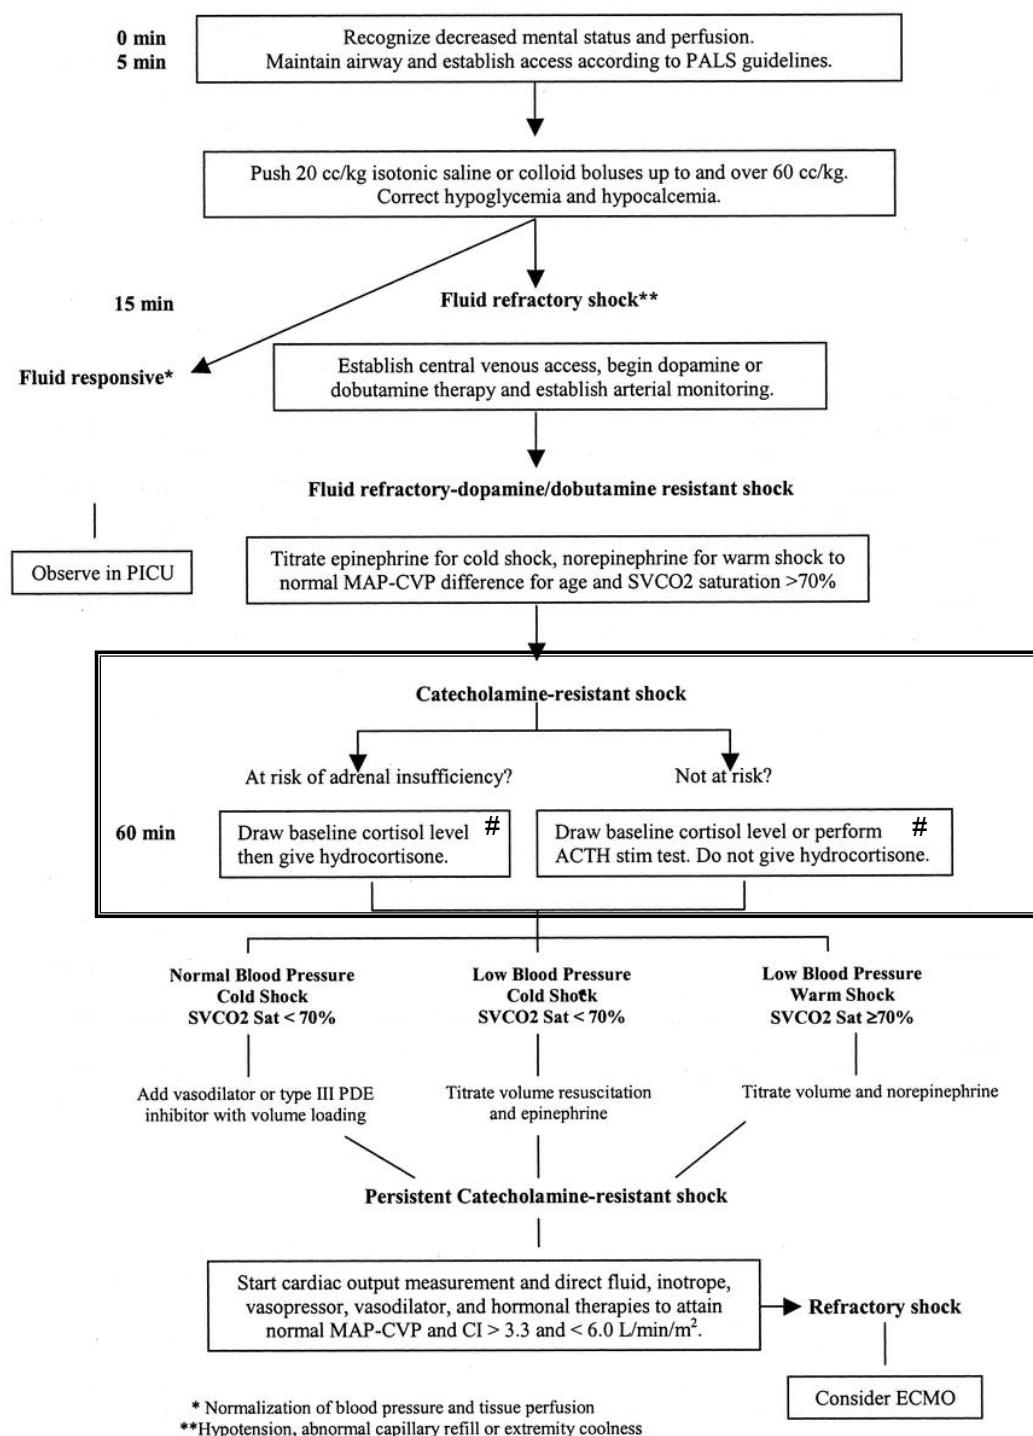 0 min
5 min
Recognize decreased mental status and perfusion.
Maintain airway and establish access according to PALS guidelines.
Push 20 cc/kg isotonic saline or colloid boluses up to and over 60 cc/kg.
Correct hypoglycemia and hypocalcemia.
15 min
Fluid refractory shock**
Fluid responsive*
Establish central venous access, begin dopamine or
dobutamine therapy and establish arterial monitoring.
Fluid refractory-dopamine/dobutamine resistant shock
Observe in PICU
Titrate epinephrine for cold shock, norepinephrine for warm shock to
normal MAP-CVP difference for age and SVCO2 saturation >70%
Catecholamine-resistant shock
At risk of adrenal insufficiency?
Not at risk?
60 min
Draw baseline cortisol level #
then give hydrocortisone.
Draw baseline cortisol level or perform #
ACTH stim test. Do not give hydrocortisone.
Normal Blood Pressure
Cold Shock
SVCO2 Sat < 70%
Low Blood Pressure
Cold Shock
SVCO2 Sat < 70%
Low Blood Pressure
Warm Shock
SVCO2 Sat ≥70%
Add vasodilator or type III PDE
inhibitor with volume loading
Titrate volume resuscitation
and epinephrine
Titrate volume and norepinephrine
Persistent Catecholamine-resistant shock
Start cardiac output measurement and direct fluid, inotrope,
vasopressor, vasodilator, and hormonal therapies to attain
normal MAP-CVP and CI > 3.3 and < 6.0 L/min/m².
Refractory shock
Consider ECMO
* Normalization of blood pressure and tissue perfusion
**Hypotension, abnormal capillary refill or extremity coolness